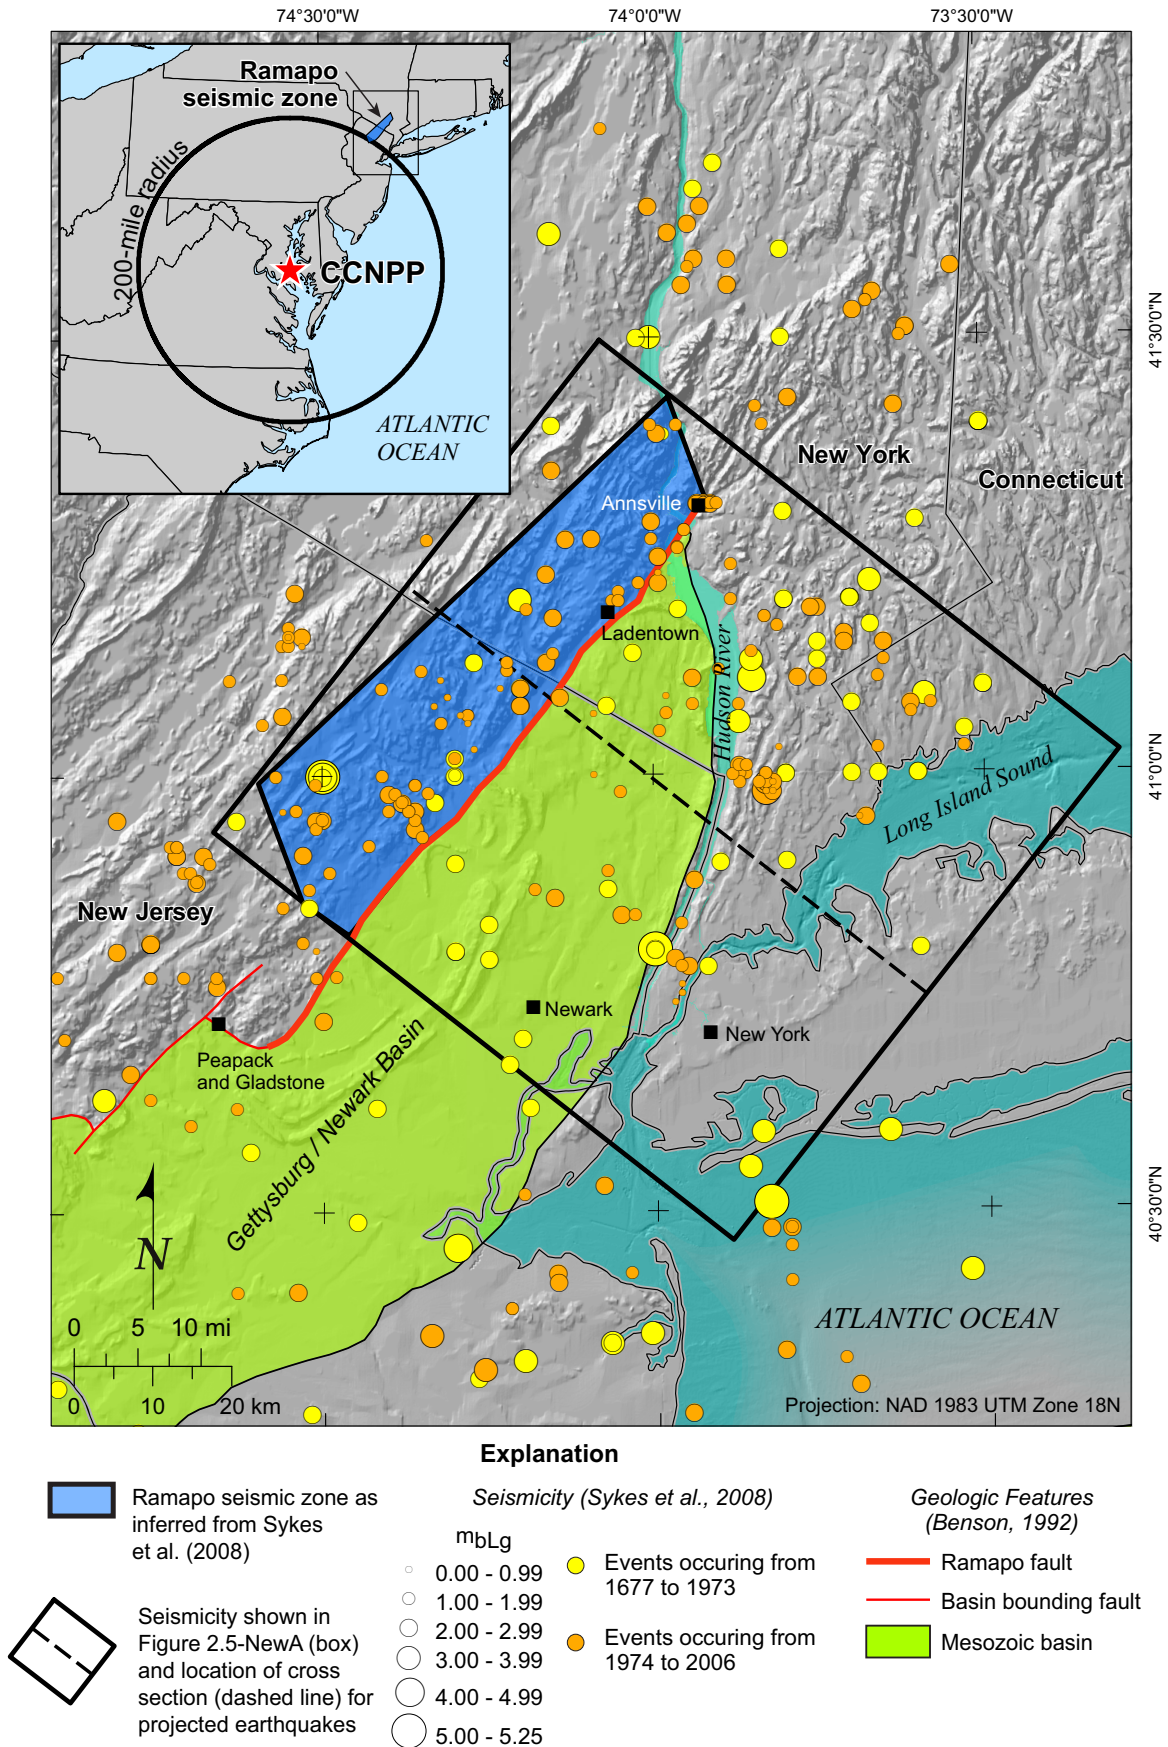 74°30'0"W
74°0'0"W
73°30'0"W
Ramapo
seismic zone
200-mile radius
CCNPP
ATLANTIC
OCEAN
41°30'0"N
New York
Connecticut
Annsville
Ladentown
Hudson River
41°0'0"N
Long Island Sound
New Jersey
Newark
New York
Peapack
and Gladstone
Gettysburg / Newark Basin
40°30'0"N
N
ATLANTIC OCEAN
0 5 10 mi
0 10 20 km
Projection: NAD 1983 UTM Zone 18N
Explanation
Ramapo seismic zone as
inferred from Sykes
et al. (2008)
Seismicity shown in
Figure 2.5-NewA (box)
and location of cross
section (dashed line) for
projected earthquakes
Seismicity (Sykes et al., 2008)
mbLg
0.00 - 0.99
1.00 - 1.99
2.00 - 2.99
3.00 - 3.99
4.00 - 4.99
5.00 - 5.25
Events occuring from
1677 to 1973
Events occuring from
1974 to 2006
Geologic Features
(Benson, 1992)
Ramapo fault
Basin bounding fault
Mesozoic basin